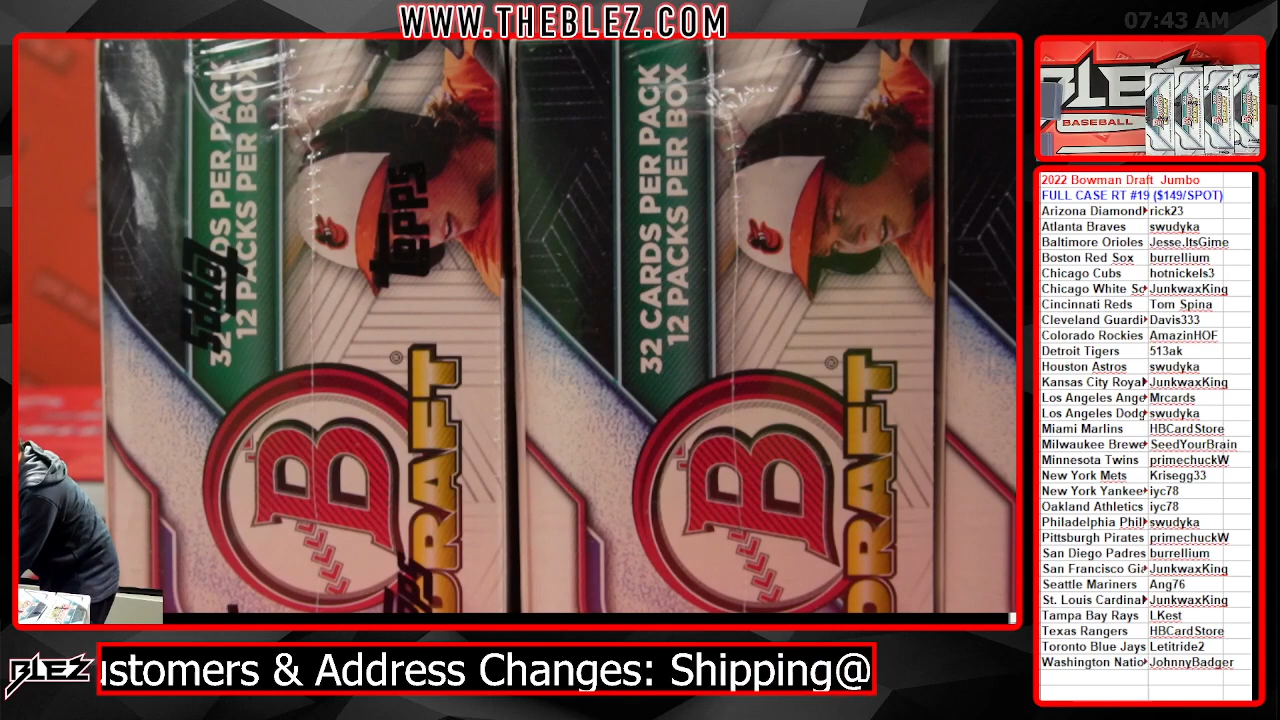 WWW.THEBLEZ.COM
07:43 AM
32 CARDS PER PACK
12 PACKS PER BOX
Topps
Topps
B
DRAFT
®
32 CARDS PER PACK
12 PACKS PER BOX
B
DRAFT
®
BLEZ
BASEBALL
2022 Bowman Draft Jumbo
FULL CASE RT #19 ($149/SPOT)
Arizona Diamond rick23
Atlanta Braves swudyka
Baltimore Orioles Jesse.ItsGime
Boston Red Sox burrellium
Chicago Cubs hotnickels3
Chicago White So JunkwaxKing
Cincinnati Reds Tom Spina
Cleveland Guardi Davis333
Colorado Rockies AmazinHOF
Detroit Tigers 513ak
Houston Astros swudyka
Kansas City Royal JunkwaxKing
Los Angeles Ange Mrcards
Los Angeles Dodg swudyka
Miami Marlins HBCardStore
Milwaukee Brewe SeedYourBrain
Minnesota Twins primechuckW
New York Mets Krisegg33
New York Yankee iyc78
Oakland Athletics iyc78
Philadelphia Phil swudyka
Pittsburgh Pirates primechuckW
San Diego Padres burrellium
San Francisco Gia JunkwaxKing
Seattle Mariners Ang76
St. Louis Cardinal JunkwaxKing
Tampa Bay Rays LKest
Texas Rangers HBCardStore
Toronto Blue Jays Letitride2
Washington Natio JohnnyBadger
BLEZ
ustomers & Address Changes: Shipping@